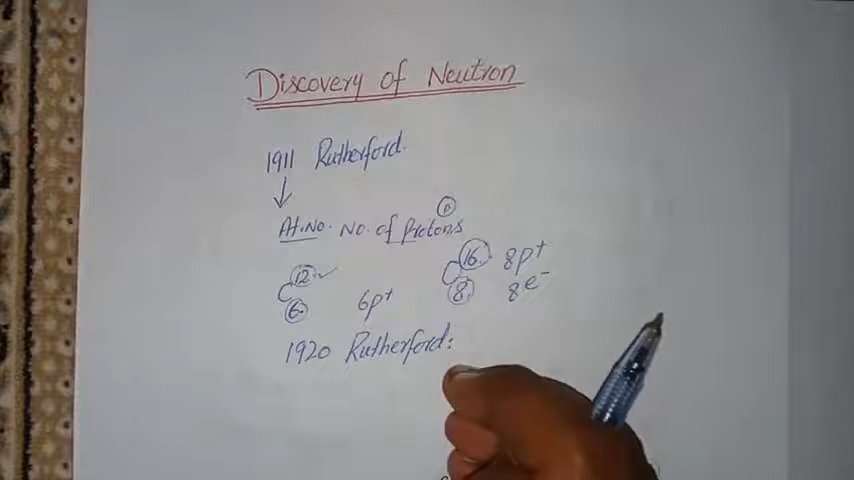 Discovery of Neutron
1911 Rutherford.
↓
At.No. No. of Protons
12 C 6 6p+
16 8 8p+ 8e-
1920 Rutherford: